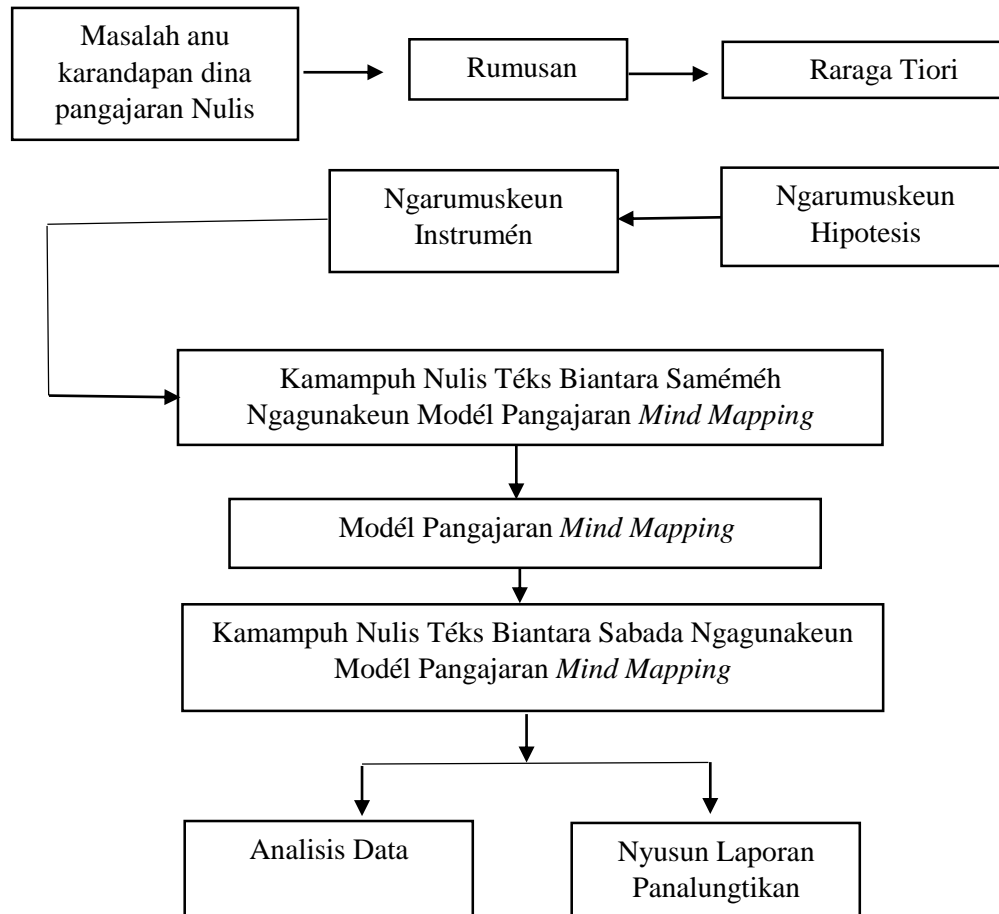 Masalah anu
karandapan dina
pangajaran Nulis
Rumusan
Raraga Tiori
Ngarumuskeun
Instrumén
Ngarumuskeun
Hipotesis
Kamampuh Nulis Téks Biantara Saméméh
Ngagunakeun Modél Pangajaran Mind Mapping
Modél Pangajaran Mind Mapping
Kamampuh Nulis Téks Biantara Sabada Ngagunakeun
Modél Pangajaran Mind Mapping
Analisis Data
Nyusun Laporan
Panalungtikan